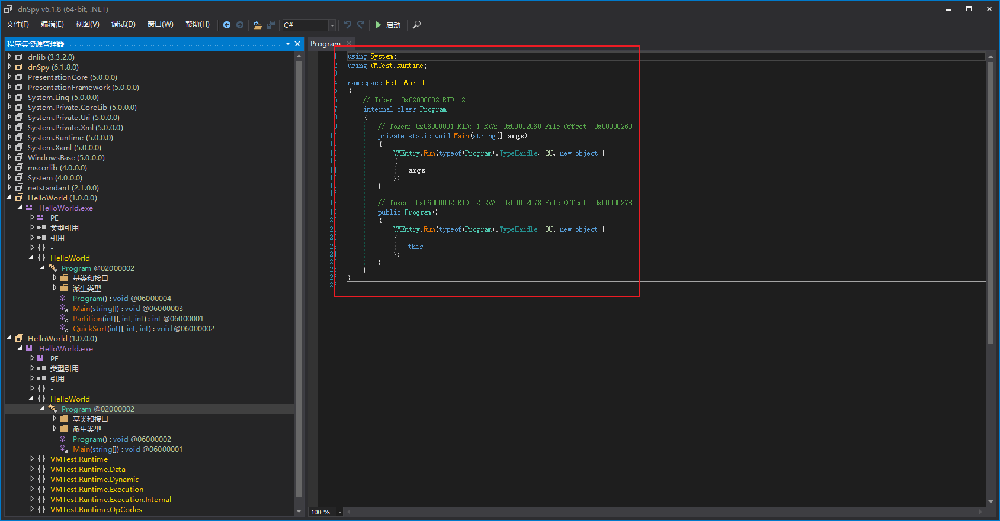 dnSpy v6.1.8 (64-bit, .NET)
文件(F) 编辑(E) 视图(V) 调试(D) 窗口(W) 帮助(H) C# 启动
程序集资源管理器
dnlib (3.3.2.0)
dnSpy (6.1.8.0)
PresentationCore (5.0.0.0)
PresentationFramework (5.0.0.0)
System.Linq (5.0.0.0)
System.Private.CoreLib (5.0.0.0)
System.Private.Uri (5.0.0.0)
System.Private.Xml (5.0.0.0)
System.Runtime (5.0.0.0)
System.Xaml (5.0.0.0)
WindowsBase (5.0.0.0)
mscorlib (4.0.0.0)
System (4.0.0.0)
netstandard (2.1.0.0)
HelloWorld (1.0.0.0)
HelloWorld.exe
PE
类型引用
引用
{} -
{} HelloWorld
Program @02000002
基类和接口
派生类型
Program() : void @06000004
Main(string[]) : void @06000003
Partition(int[], int, int) : int @06000001
QuickSort(int[], int, int) : void @06000002
HelloWorld (1.0.0.0)
HelloWorld.exe
PE
类型引用
引用
{} -
{} HelloWorld
Program @02000002
基类和接口
派生类型
Program() : void @06000002
Main(string[]) : void @06000001
{} VMTest.Runtime
{} VMTest.Runtime.Data
{} VMTest.Runtime.Dynamic
{} VMTest.Runtime.Execution
{} VMTest.Runtime.Execution.Internal
{} VMTest.Runtime.OpCodes
Program
1 using System;
2 using VMTest.Runtime;
3
4 namespace HelloWorld
5 {
6 // Token: 0x02000002 RID: 2
7 internal class Program
8 {
9 // Token: 0x06000001 RID: 1 RVA: 0x00002060 File Offset: 0x00000260
10 private static void Main(string[] args)
11 {
12 VMEntry.Run(typeof(Program).TypeHandle, 2U, new object[]
13 {
14 args
15 });
16 }
17
18 // Token: 0x06000002 RID: 2 RVA: 0x00002078 File Offset: 0x00000278
19 public Program()
20 {
21 VMEntry.Run(typeof(Program).TypeHandle, 3U, new object[]
22 {
23 this
24 });
25 }
26 }
27 }
28
100 %